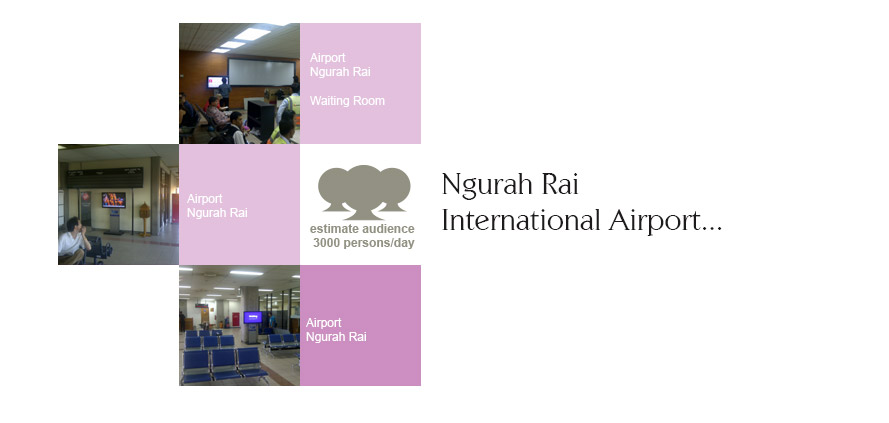 Airport
Ngurah Rai
Waiting Room
Airport
Ngurah Rai
estimate audience
3000 persons/day
Ngurah Rai
International Airport...
Airport
Ngurah Rai